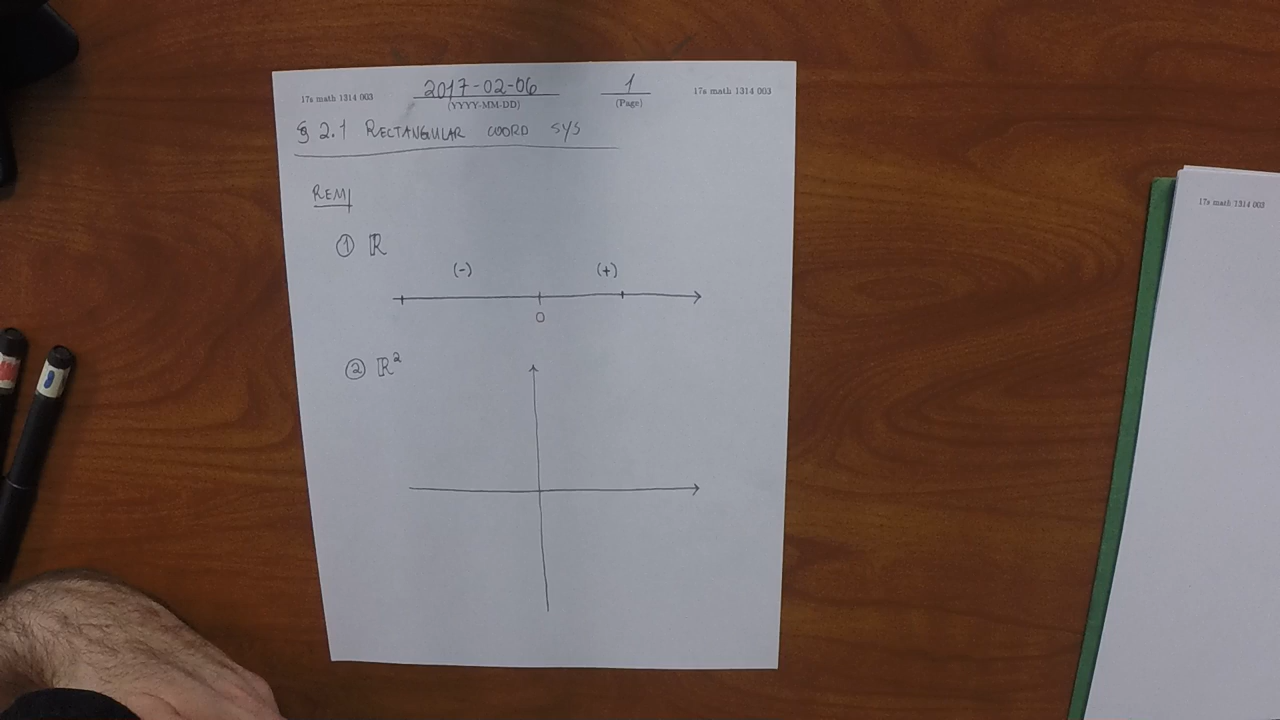 17s math 1314 003 2017-02-06 1 17s math 1314 003
(YYYY-MM-DD) (Page)
§ 2.1 RECTANGULAR COORD SYS
REM
① ℝ
(-) (+)
0
② ℝ²
17s math 1314 003